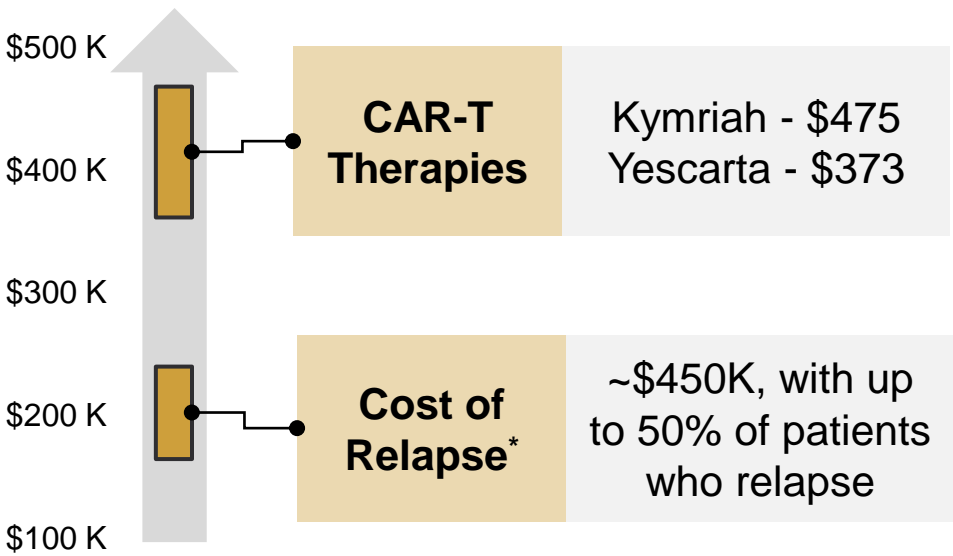 $500 K
$400 K
$300 K
$200 K
$100 K
CAR-T
Therapies
Kymriah - $475
Yescarta - $373
Cost of
Relapse*
~$450K, with up
to 50% of patients
who relapse